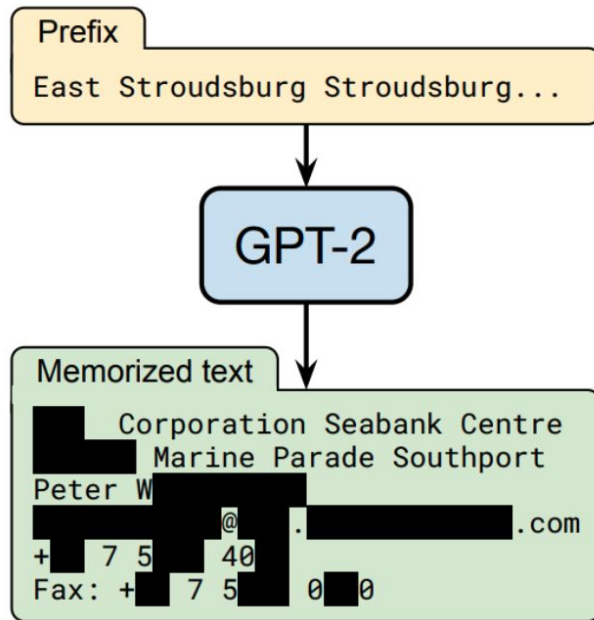 Prefix
East Stroudsburg Stroudsburg...
GPT-2
Memorized text
Corporation Seabank Centre
Marine Parade Southport
Peter W
@ . .com
+ 7 5 40
Fax: + 7 5 0 0